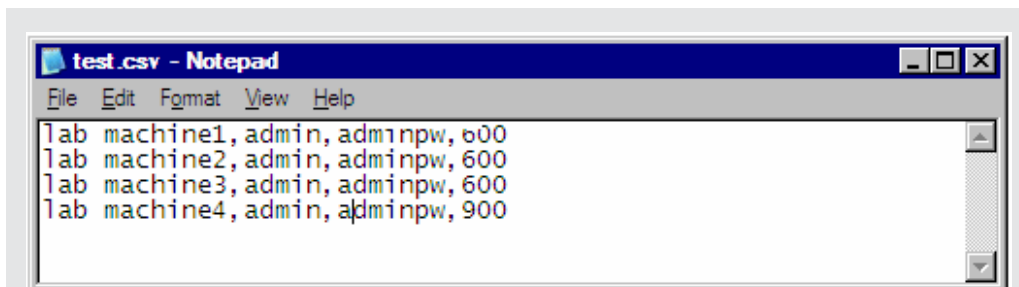 test.csv - Notepad
File Edit Format View Help
lab machine1,admin,adminpw,600
lab machine2,admin,adminpw,600
lab machine3,admin,adminpw,600
lab machine4,admin,adminpw,900